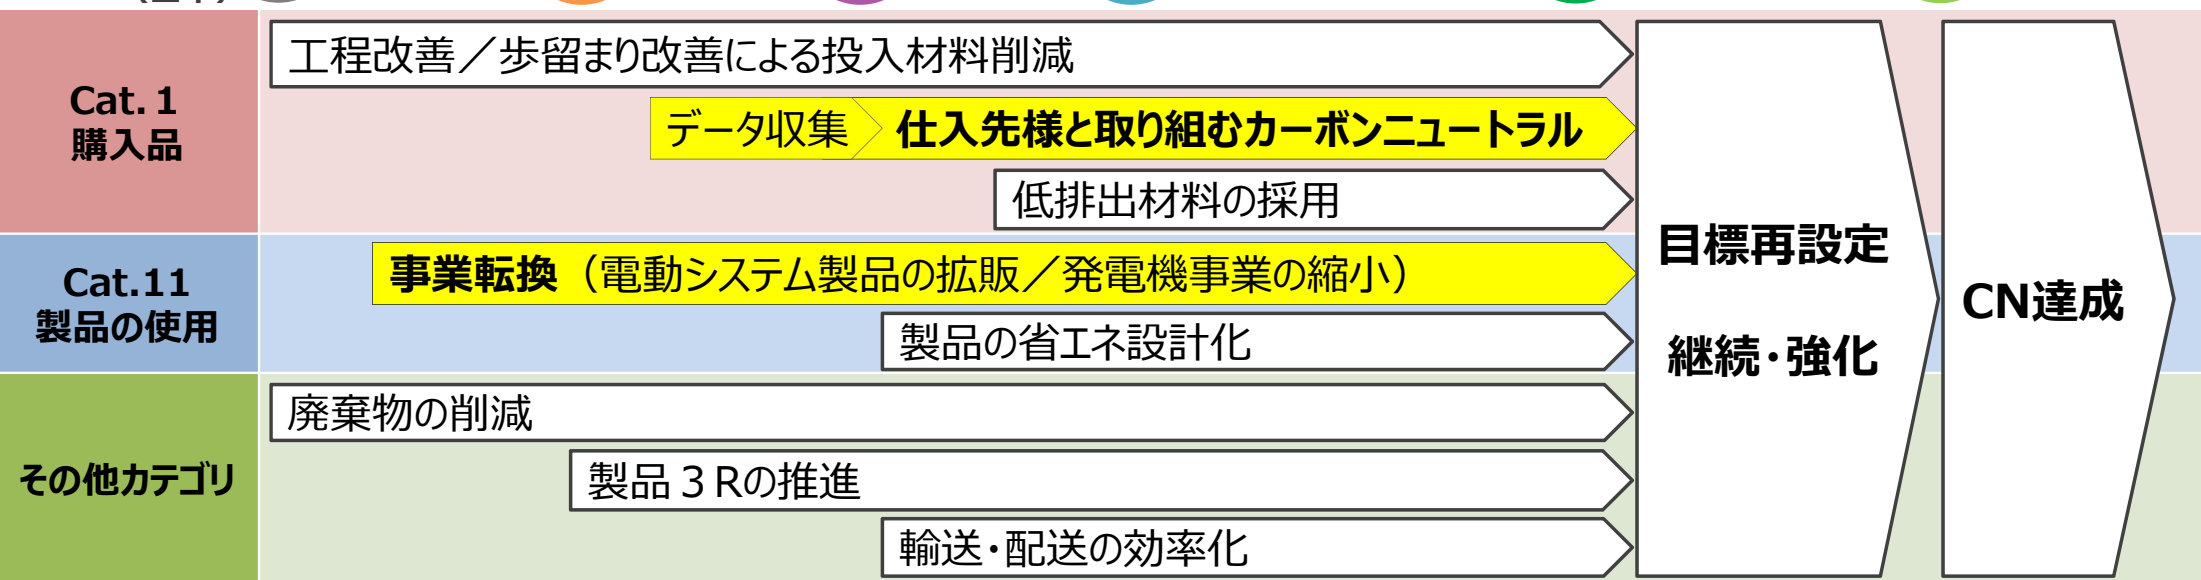 Cat.1
購入品
工程改善／歩留まり改善による投入材料削減
データ収集
仕入先様と取り組むカーボンニュートラル
低排出材料の採用
Cat.11
製品の使用
事業転換（電動システム製品の拡販／発電機事業の縮小）
製品の省エネ設計化
その他カテゴリ
廃棄物の削減
製品３Rの推進
輸送・配送の効率化
目標再設定
継続・強化
CN達成